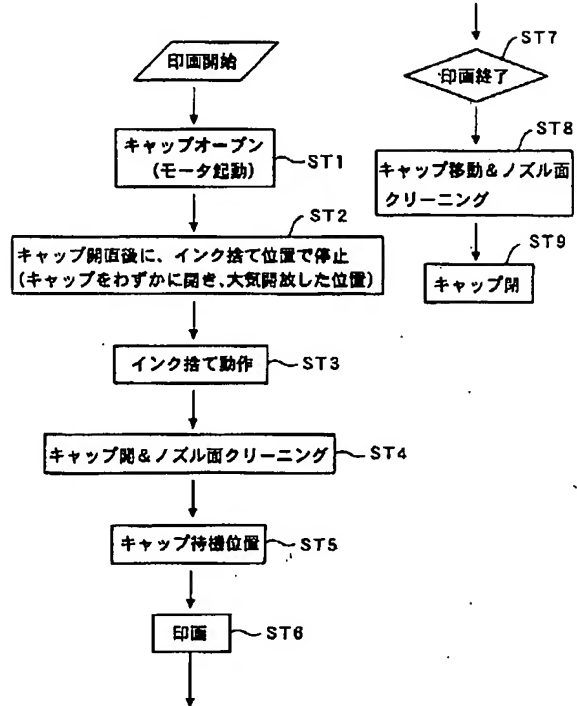 印画開始
キャップオープン
(モータ起動)
ST1
ST2
キャップ開直後に、インク捨て位置で停止
(キャップをわずかに開き、大気開放した位置)
インク捨て動作
ST3
キャップ開&ノズル面クリーニング
ST4
キャップ待機位置
ST5
印画
ST6
ST7
印画終了
ST8
キャップ移動&ノズル面
クリーニング
ST9
キャップ閉